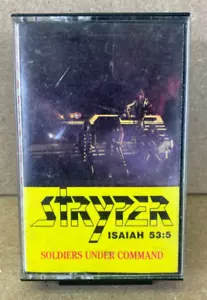 STRYPER
ISAIAH 53:5
SOLDIERS UNDER COMMAND